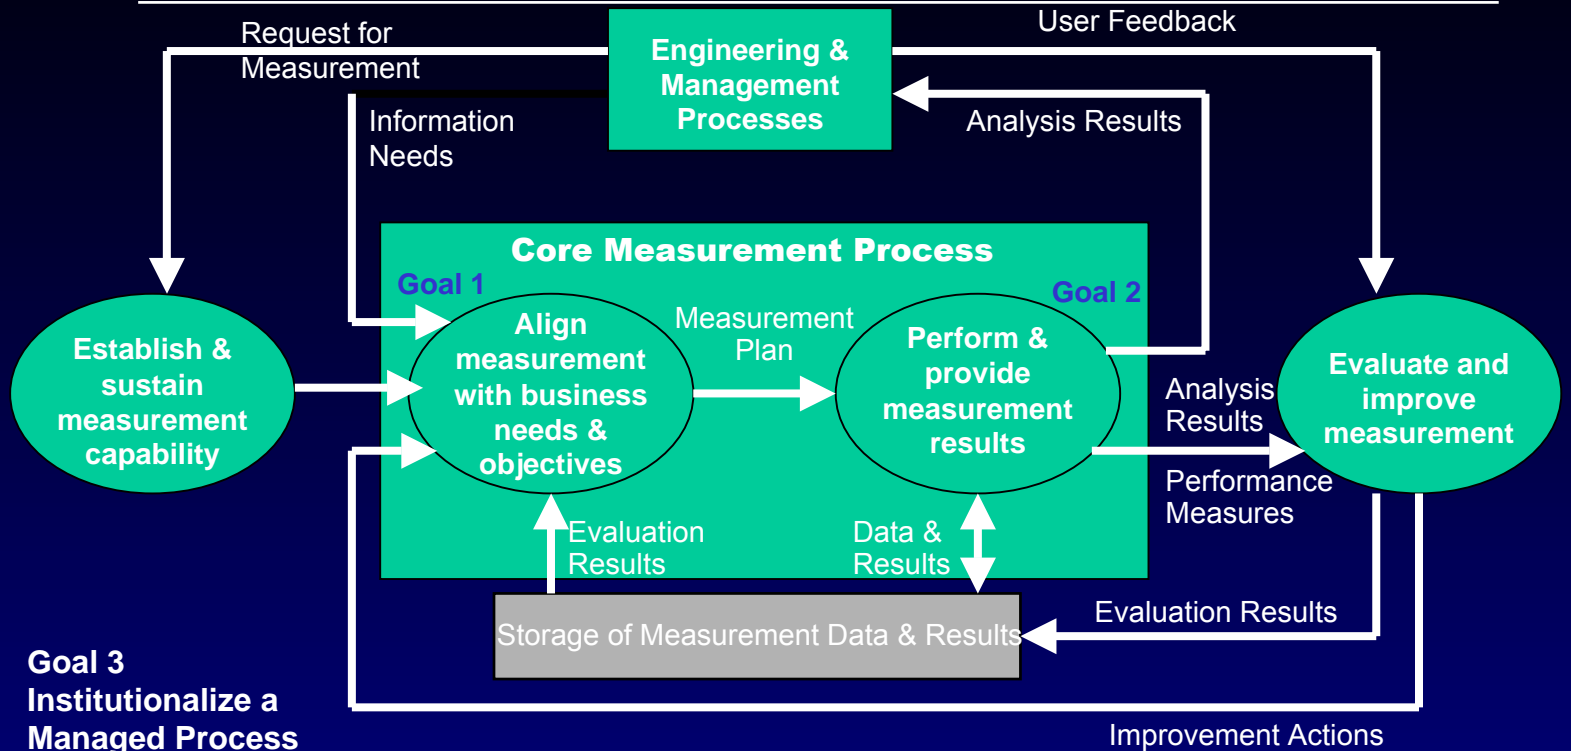 Request for
Measurement
Engineering &
Management
Processes
User Feedback
Information
Needs
Analysis Results
Core Measurement Process
Goal 1
Goal 2
Establish &
sustain
measurement
capability
Align
measurement
with business
needs &
objectives
Measurement
Plan
Perform &
provide
measurement
results
Analysis
Results
Performance
Measures
Evaluate and
improve
measurement
Evaluation
Results
Data &
Results
Storage of Measurement Data & Results
Evaluation Results
Goal 3
Institutionalize a
Managed Process
Improvement Actions